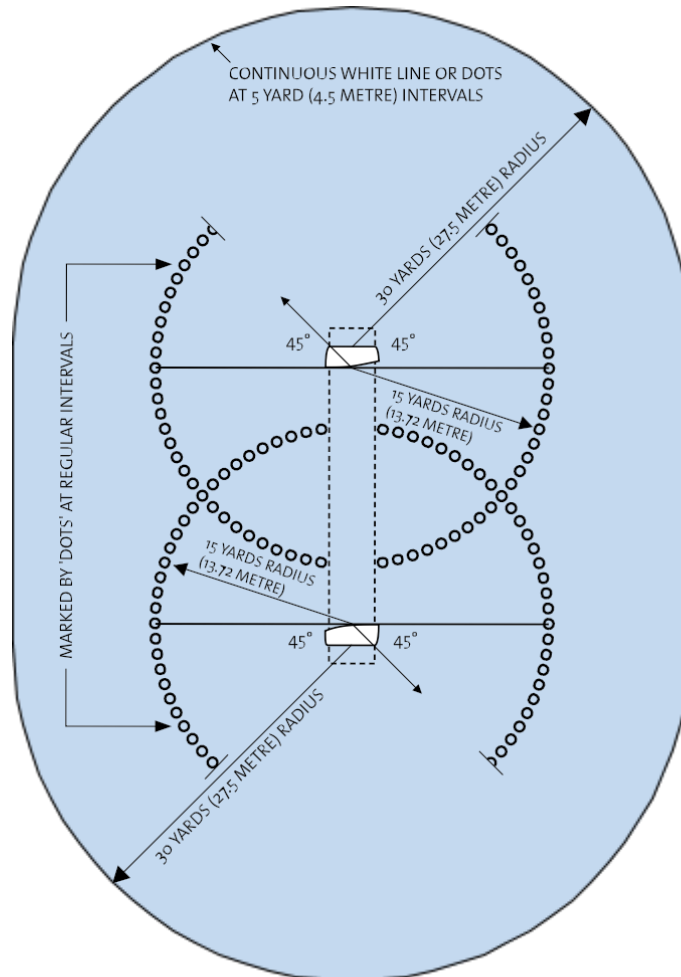 CONTINUOUS WHITE LINE OR DOTS
AT 5 YARD (4.5 METRE) INTERVALS
30 YARDS (27.5 METRE) RADIUS
45°
45°
15 YARDS RADIUS
(13.72 METRE)
MARKED BY 'DOTS' AT REGULAR INTERVALS
15 YARDS RADIUS
(13.72 METRE)
45°
45°
30 YARDS (27.5 METRE) RADIUS